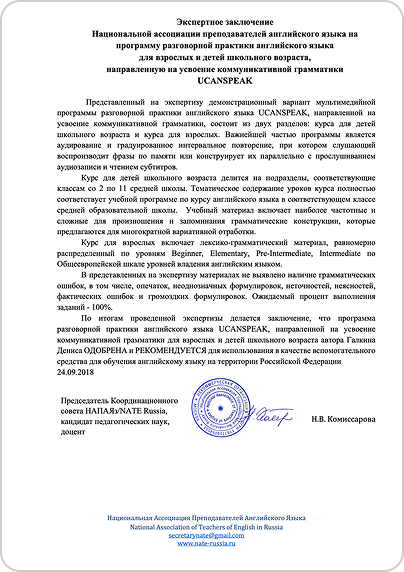 Экспертное заключение
Национальной ассоциации преподавателей английского языка на
программу разговорной практики английского языка
для взрослых и детей школьного возраста,
направленную на усвоение коммуникативной грамматики
UCANSPEAK
Представленный на экспертизу демонстрационный вариант мультимедийной
программы разговорной практики английского языка UCANSPEAK, направленной на
усвоение коммуникативной грамматики, состоит из двух разделов: курса для детей
школьного возраста и курса для взрослых. Важнейшей частью программы является
аудирование и градуированное интервальное повторение, при котором слушающий
воспроизводит фразы по памяти или конструирует их параллельно с прослушиванием
аудиозаписи и чтением субтитров.
Курс для детей школьного возраста делится на подразделы, соответствующие
классам со 2 по 11 средней школы. Тематическое содержание уроков курса полностью
соответствует учебной программе по курсу английского языка в соответствующем классе
средней образовательной школы. Учебный материал включает наиболее частотные и
сложные для произношения и запоминания грамматические конструкции, которые
предлагаются для многократной вариативной отработки.
Курс для взрослых включает лексико-грамматический материал, равномерно
распределенный по уровням Beginner, Elementary, Pre-Intermediate, Intermediate по
Общеевропейской шкале уровней владения английским языком.
В представленных на экспертизу материалах не выявлено наличие грамматических
ошибок, в том числе, опечаток, неоднозначных формулировок, неточностей, неясностей,
фактических ошибок и громоздких формулировок. Ожидаемый процент выполнения
заданий - 100%.
По итогам проведенной экспертизы делается заключение, что программа
разговорной практики английского языка UCANSPEAK, направленной на усвоение
коммуникативной грамматики для взрослых и детей школьного возраста автора Галкина
Дениса ОДОБРЕНА и РЕКОМЕНДУЕТСЯ для использования в качестве вспомогательного
средства для обучения английскому языку на территории Российской Федерации
24.09.2018
Председатель Координационного
совета НАПАЯз/NATE Russia,
кандидат педагогических наук,
доцент
Н.В. Комиссарова
Национальная Ассоциация Преподавателей Английского Языка
National Association of Teachers of English in Russia
secretarynate@gmail.com
www.nate-russia.ru